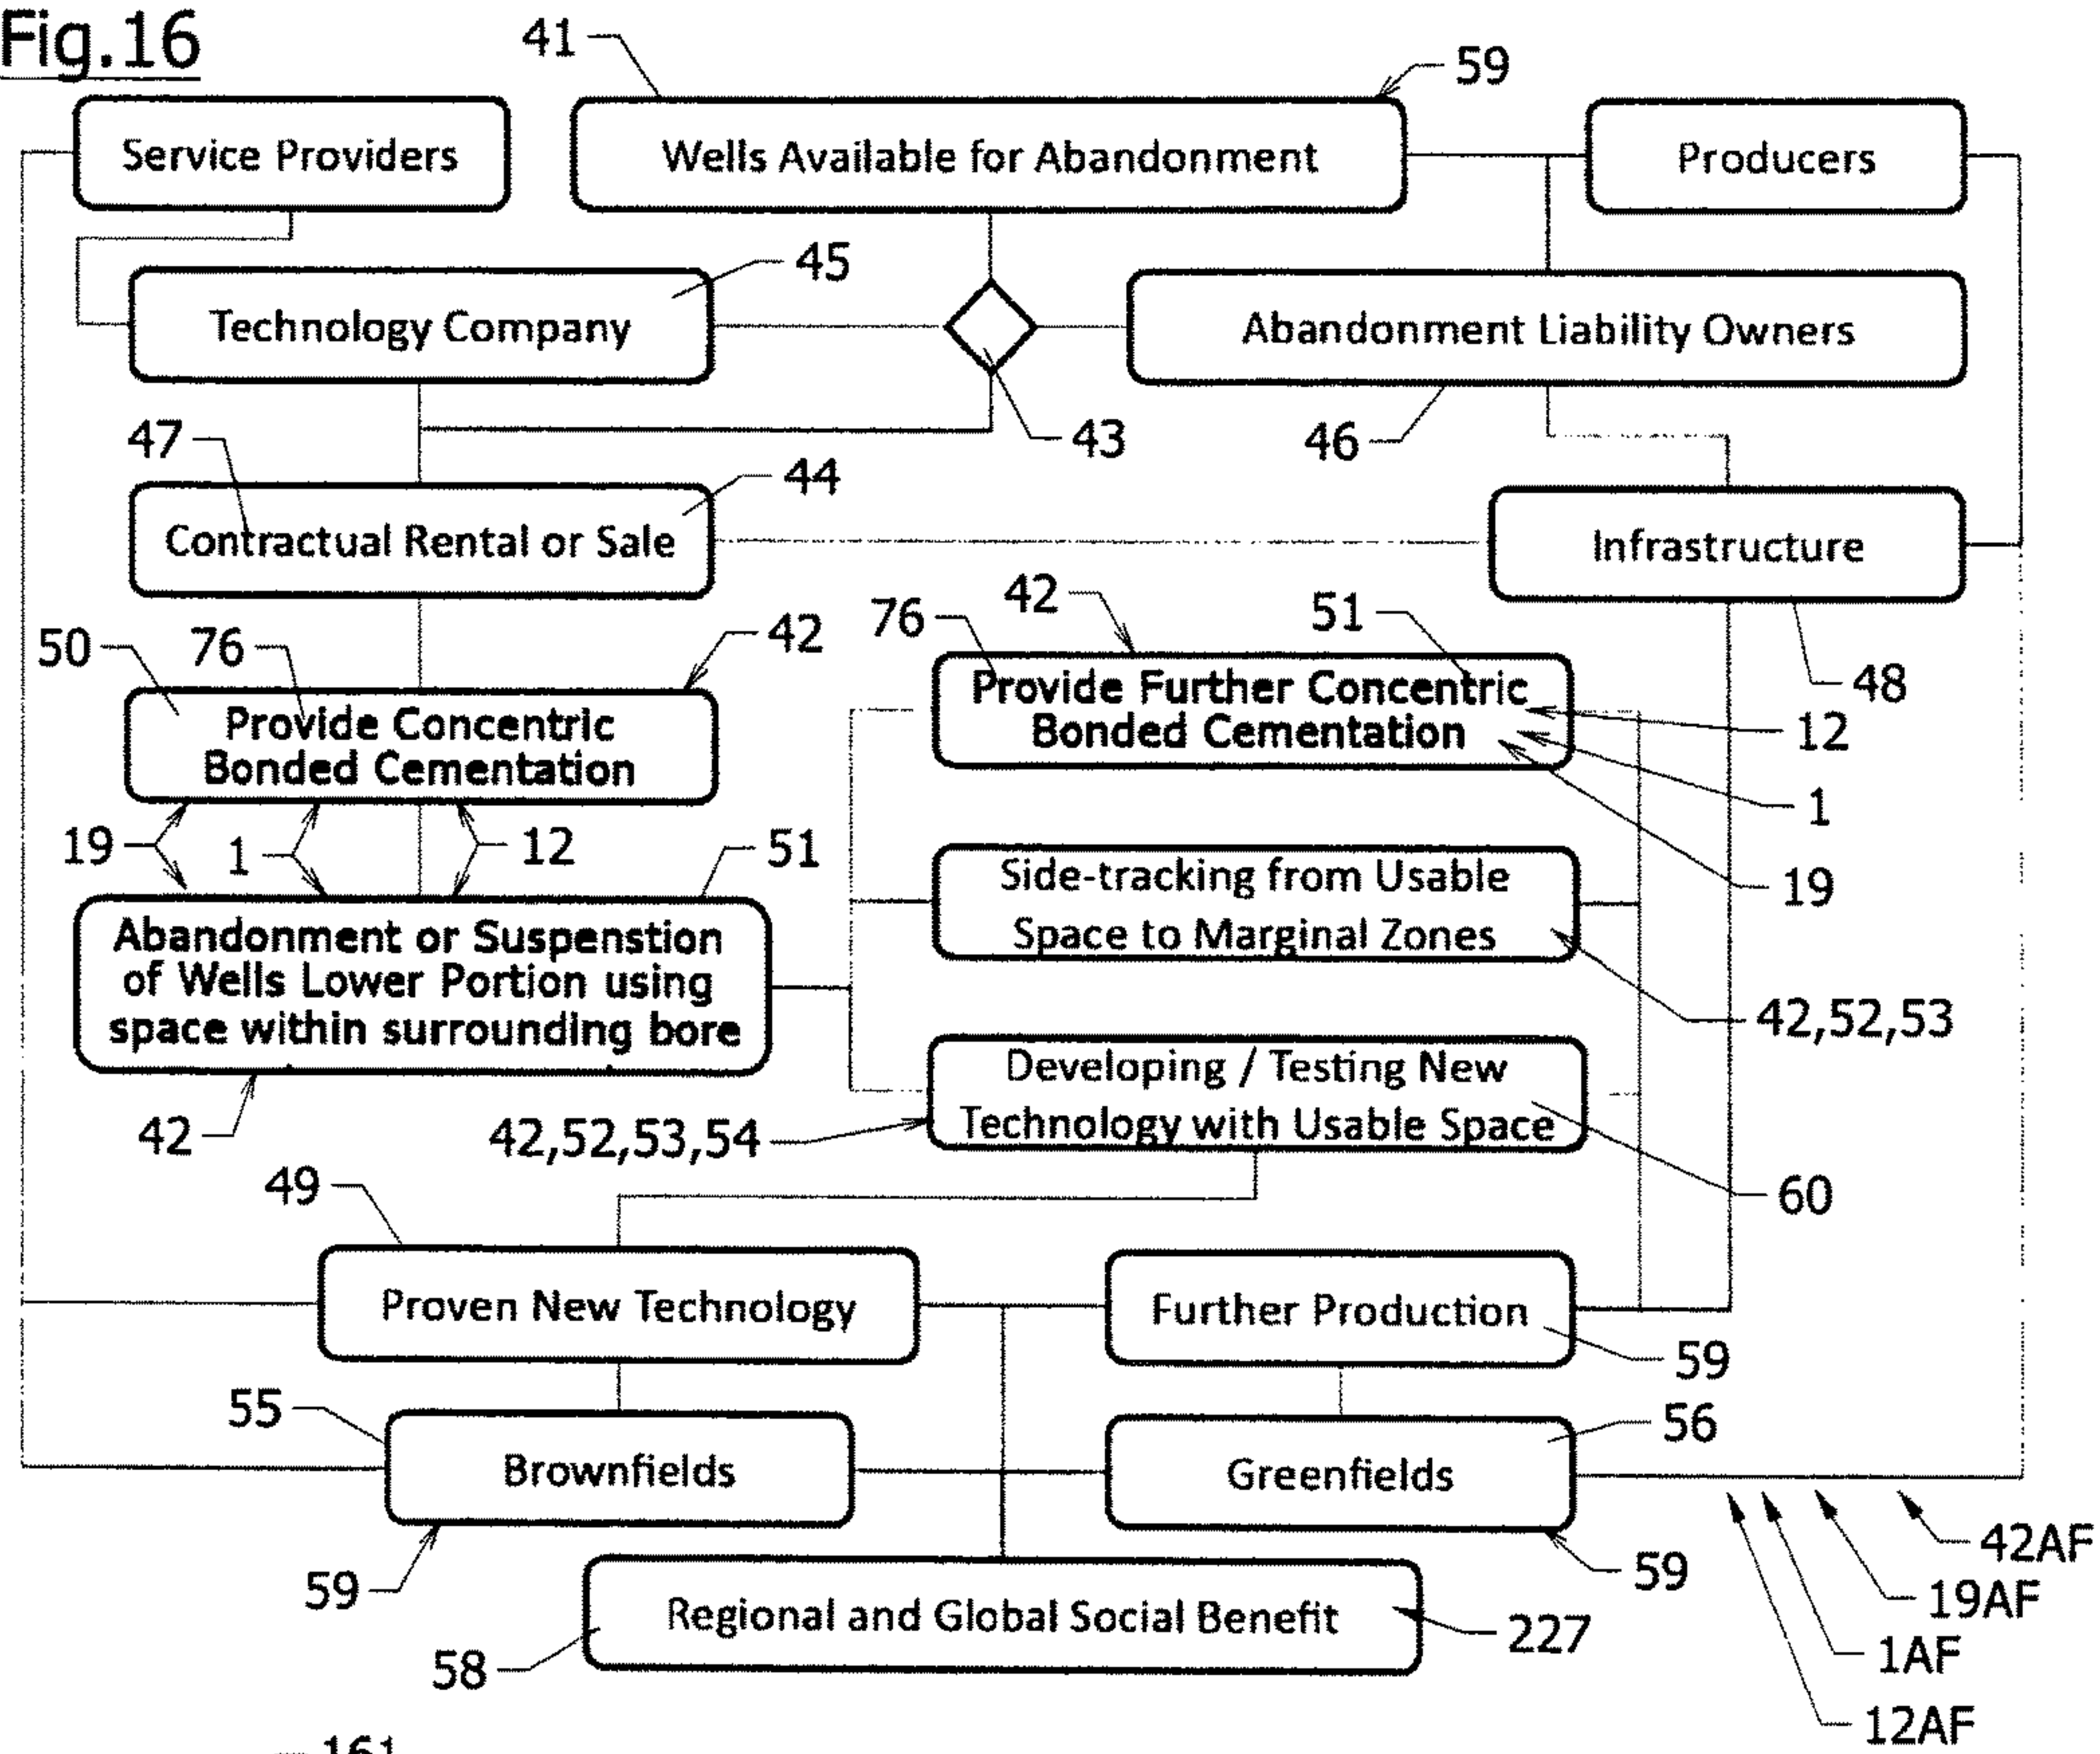 Fig.16
41
59
Service Providers
Wells Available for Abandonment
Producers
45
Technology Company
Abandonment Liability Owners
43
46
47
44
Contractual Rental or Sale
Infrastructure
48
50
76
42
Provide Concentric
Bonded Cementation
76
42
51
Provide Further Concentric
Bonded Cementation
12
1
19
19
1
12
51
Abandonment or Suspenstion
of Wells Lower Portion using
space within surrounding bore
42
Side-tracking from Usable
Space to Marginal Zones
42,52,53
Developing / Testing New
Technology with Usable Space
42,52,53,54
60
49
Proven New Technology
Further Production
59
55
Brownfields
59
56
Greenfields
59
42AF
19AF
1AF
12AF
Regional and Global Social Benefit
58
227
161